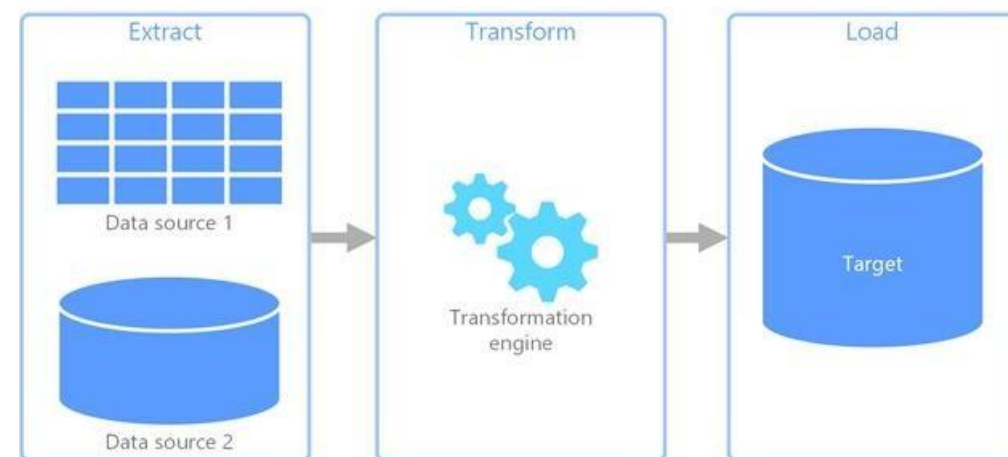 Extract
Data source 1
Data source 2
Transform
Transformation
engine
Load
Target